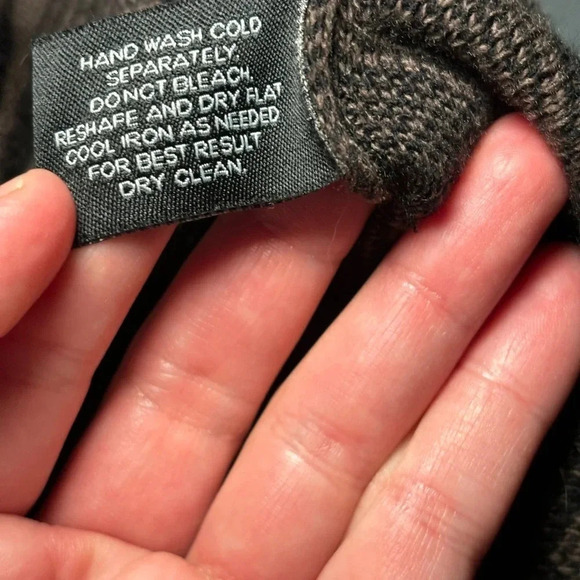 HAND WASH COLD
SEPARATELY.
DO NOT BLEACH.
RESHAFE AND DRY FLAT
COOL IRON AS NEEDED
FOR BEST RESULT
DRY CLEAN.